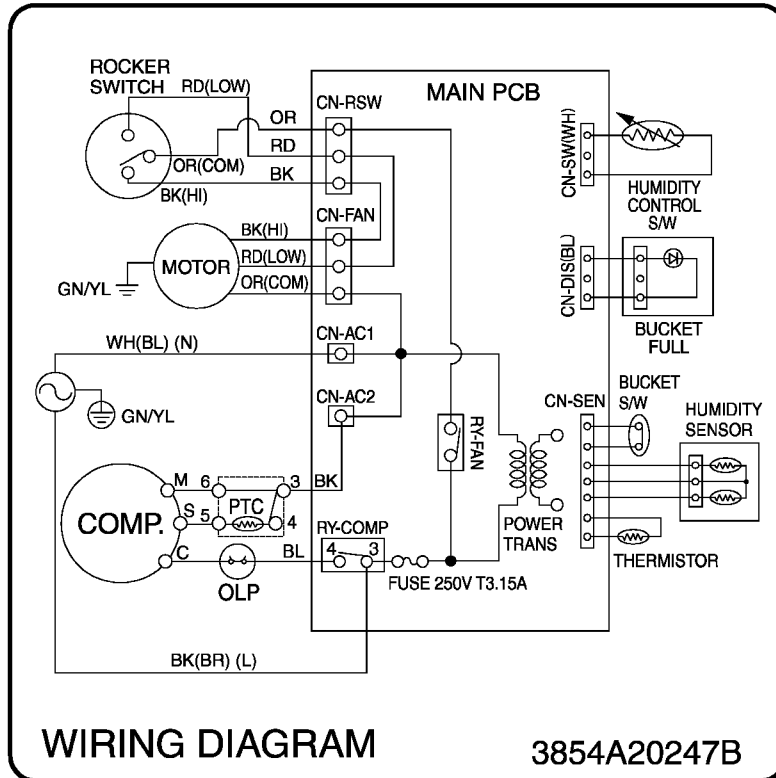 ROCKER
SWITCH
RD(LOW)
OR
OR(COM)
RD
BK
BK(HI)
CN-RSW
MAIN PCB
CN-SW(WH)
HUMIDITY
CONTROL
S/W
CN-FAN
BK(HI)
RD(LOW)
OR(COM)
MOTOR
GN/YL
CN-DIS(BL)
BUCKET
FULL
CN-AC1
WH(BL) (N)
GN/YL
CN-AC2
RY-FAN
CN-SEN
BUCKET
S/W
HUMIDITY
SENSOR
M
6
3
BK
PTC
COMP.
S
5
4
C
OLP
BL
RY-COMP
4
3
FUSE 250V T3.15A
POWER
TRANS
THERMISTOR
BK(BR) (L)
WIRING DIAGRAM
3854A20247B